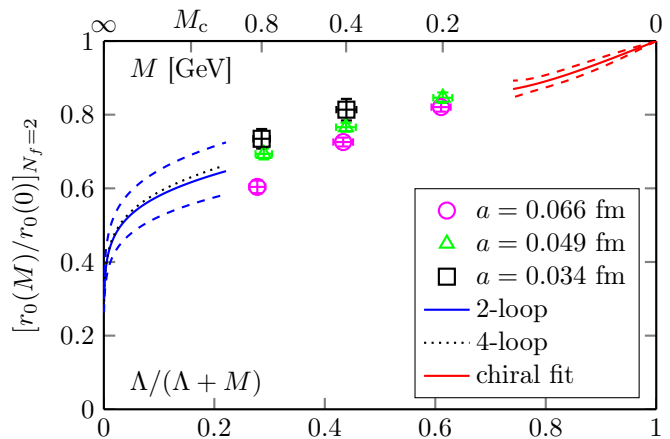 ∞ M_c 0.8 0.4 0.2 0
M [GeV]
[r_0(M)/r_0(0)]_{N_f=2}
1
0.8
0.6
0.4
0.2
0
a = 0.066 fm
a = 0.049 fm
a = 0.034 fm
2-loop
4-loop
chiral fit
Λ/(Λ + M)
0 0.2 0.4 0.6 0.8 1